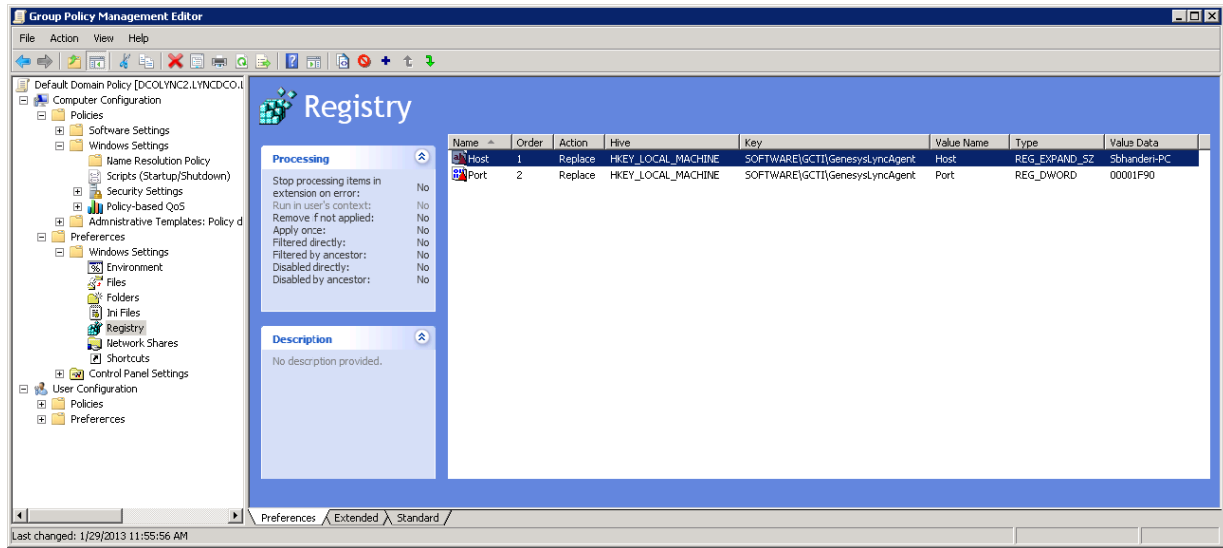 Group Policy Management Editor
File Action View Help
Default Domain Policy [DCOLYNC2.LYNCDCO.L
Computer Configuration
Policies
Software Settings
Windows Settings
Name Resolution Policy
Scripts (Startup/Shutdown)
Security Settings
Policy-based QoS
Admnistrative Templates: Policy d
Preferences
Windows Settings
Environment
Files
Folders
Ini Files
Registry
Network Shares
Shortcuts
Control Panel Settings
User Configuration
Policies
Prefererces
Registry
Processing
Stop processing items in extension on error: No
Run in user's context: No
Remove f not applied: No
Apply once: No
Filtered directly: No
Filtered by ancestor: No
Disabled directly: No
Disabled by ancestor: No
Description
No descrption provided.
Name Order Action Hive Key Value Name Type Value Data
Host 1 Replace HKEY_LOCAL_MACHINE SOFTWARE\GCTI\GenesysLyncAgent Host REG_EXPAND_SZ Sbhanderi-PC
Port 2 Replace HKEY_LOCAL_MACHINE SOFTWARE\GCTI\GenesysLyncAgent Port REG_DWORD 00001F90
Preferences Extended Standard
Last changed: 1/29/2013 11:55:56 AM